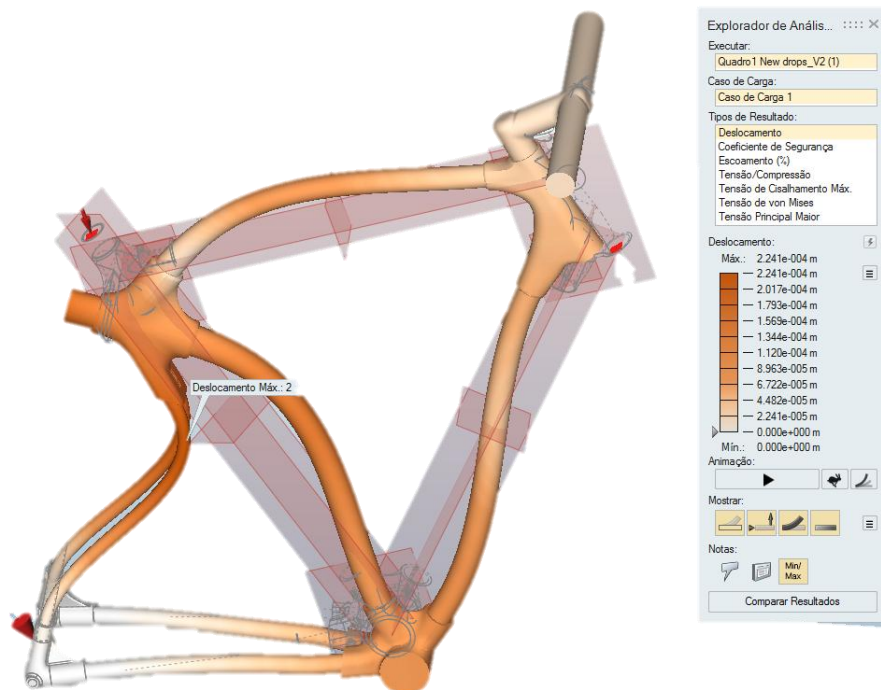 Explorador de Anális...
Executar:
Quadro1 New drops_V2 (1)
Caso de Carga:
Caso de Carga 1
Tipos de Resultado:
Deslocamento
Coeficiente de Segurança
Escoamento (%)
Tensão/Compressão
Tensão de Cisalhamento Máx.
Tensão de von Mises
Tensão Principal Maior
Deslocamento:
Máx.: 2.241e-004 m
2.241e-004 m
2.017e-004 m
1.793e-004 m
1.569e-004 m
1.344e-004 m
1.120e-004 m
8.963e-005 m
6.722e-005 m
4.482e-005 m
2.241e-005 m
0.000e+000 m
Mín.: 0.000e+000 m
Animação:
Mostrar:
Notas:
Min/
Max
Comparar Resultados
Deslocamento Máx.: 2